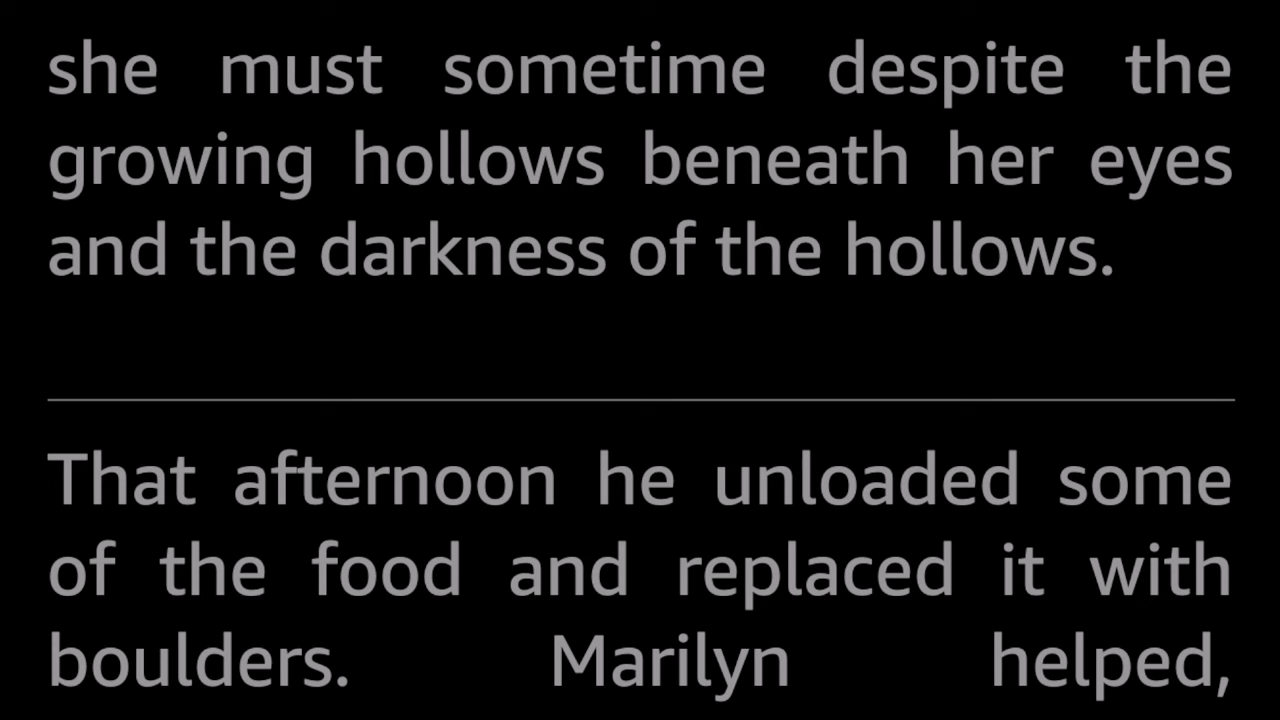 she must sometime despite the
growing hollows beneath her eyes
and the darkness of the hollows.
That afternoon he unloaded some
of the food and replaced it with
boulders. Marilyn helped,